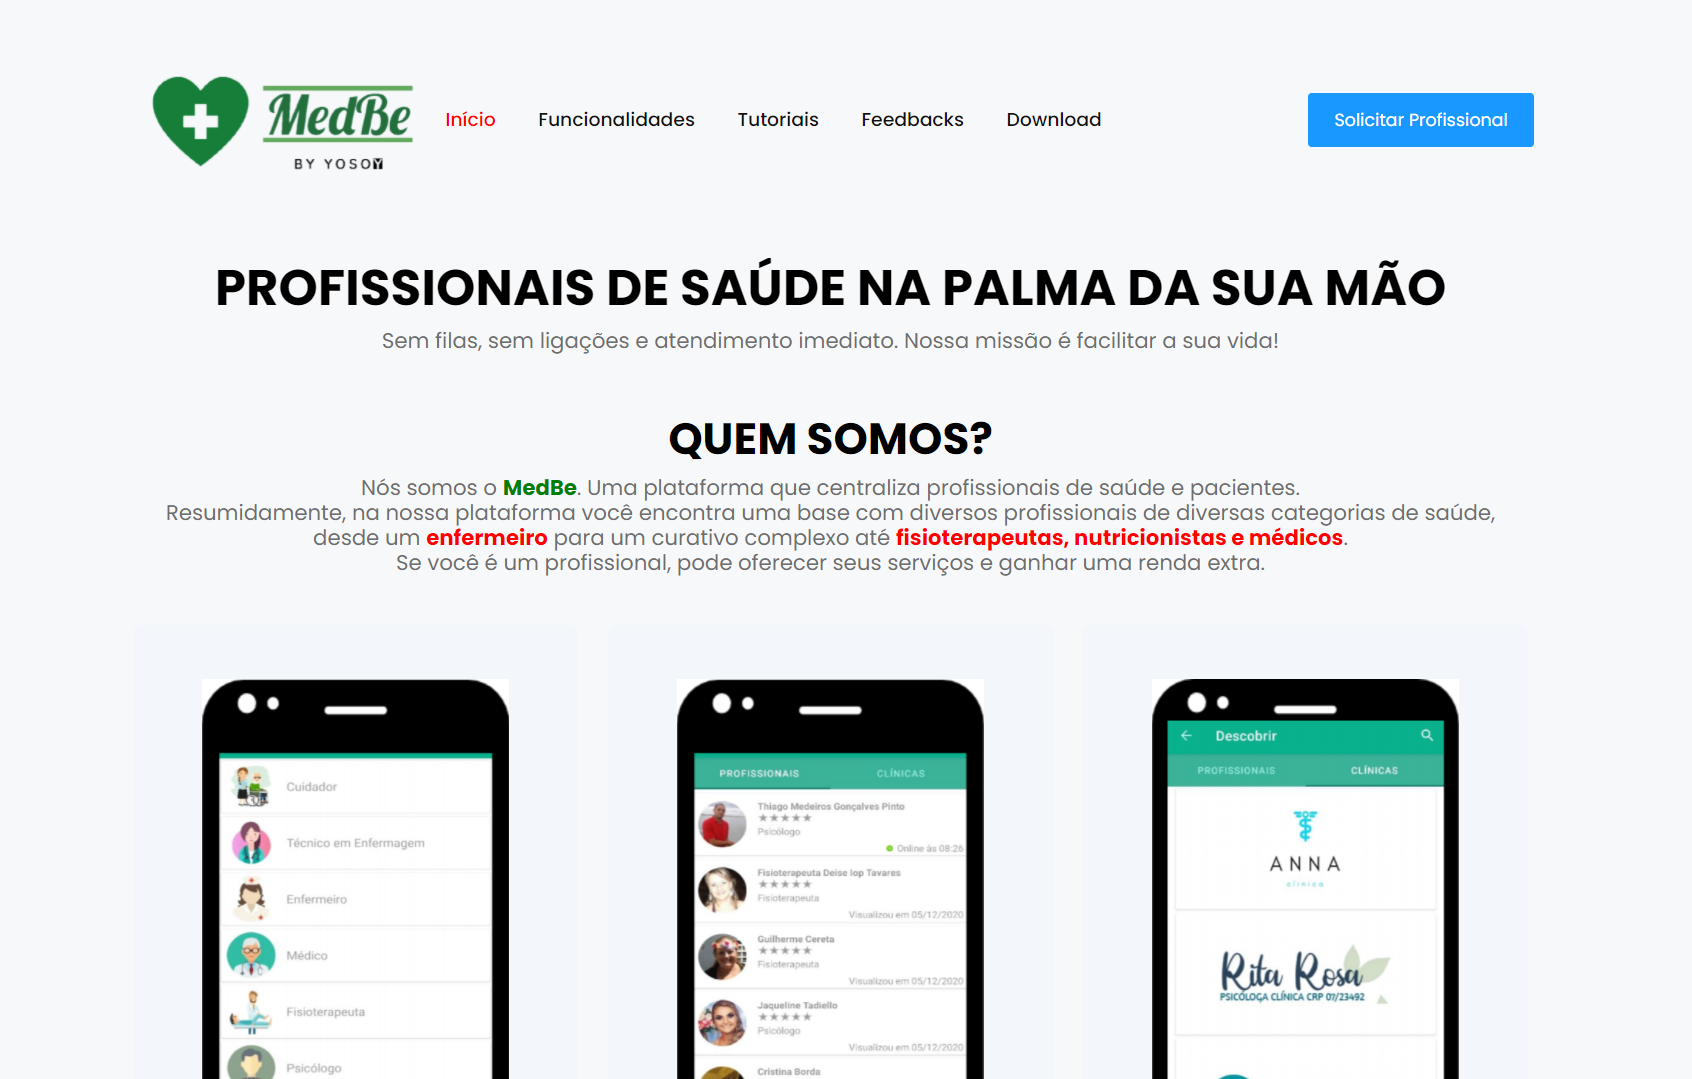 MedBe
BY YOSOY
Início
Funcionalidades
Tutoriais
Feedbacks
Download
Solicitar Profissional
PROFISSIONAIS DE SAÚDE NA PALMA DA SUA MÃO
Sem filas, sem ligações e atendimento imediato. Nossa missão é facilitar a sua vida!
QUEM SOMOS?
Nós somos o MedBe. Uma plataforma que centraliza profissionais de saúde e pacientes.
Resumidamente, na nossa plataforma você encontra uma base com diversos profissionais de diversas categorias de saúde,
desde um enfermeiro para um curativo complexo até fisioterapeutas, nutricionistas e médicos.
Se você é um profissional, pode oferecer seus serviços e ganhar uma renda extra.
Cuidador
Técnico em Enfermagem
Enfermeiro
Médico
Fisioterapeuta
Psicólogo
PROFISSIONAIS
CLÍNICAS
Thiago Medeiros Gonçalves Pinto
★★★★★
Psicólogo
Online às 08:26
Fisioterapeuta Deise Iop Tavares
★★★★★
Fisioterapeuta
Visualizou em 05/12/2020
Guilherme Cereta
★★★★★
Fisioterapeuta
Visualizou em 05/12/2020
Jaqueline Tadiello
★★★★★
Psicólogo
Visualizou em 05/12/2020
Cristina Borda
Descobrir
PROFISSIONAIS
CLÍNICAS
ANNA
clínica
Rita Rosa
PSICÓLOGA CLÍNICA CRP 07/23492